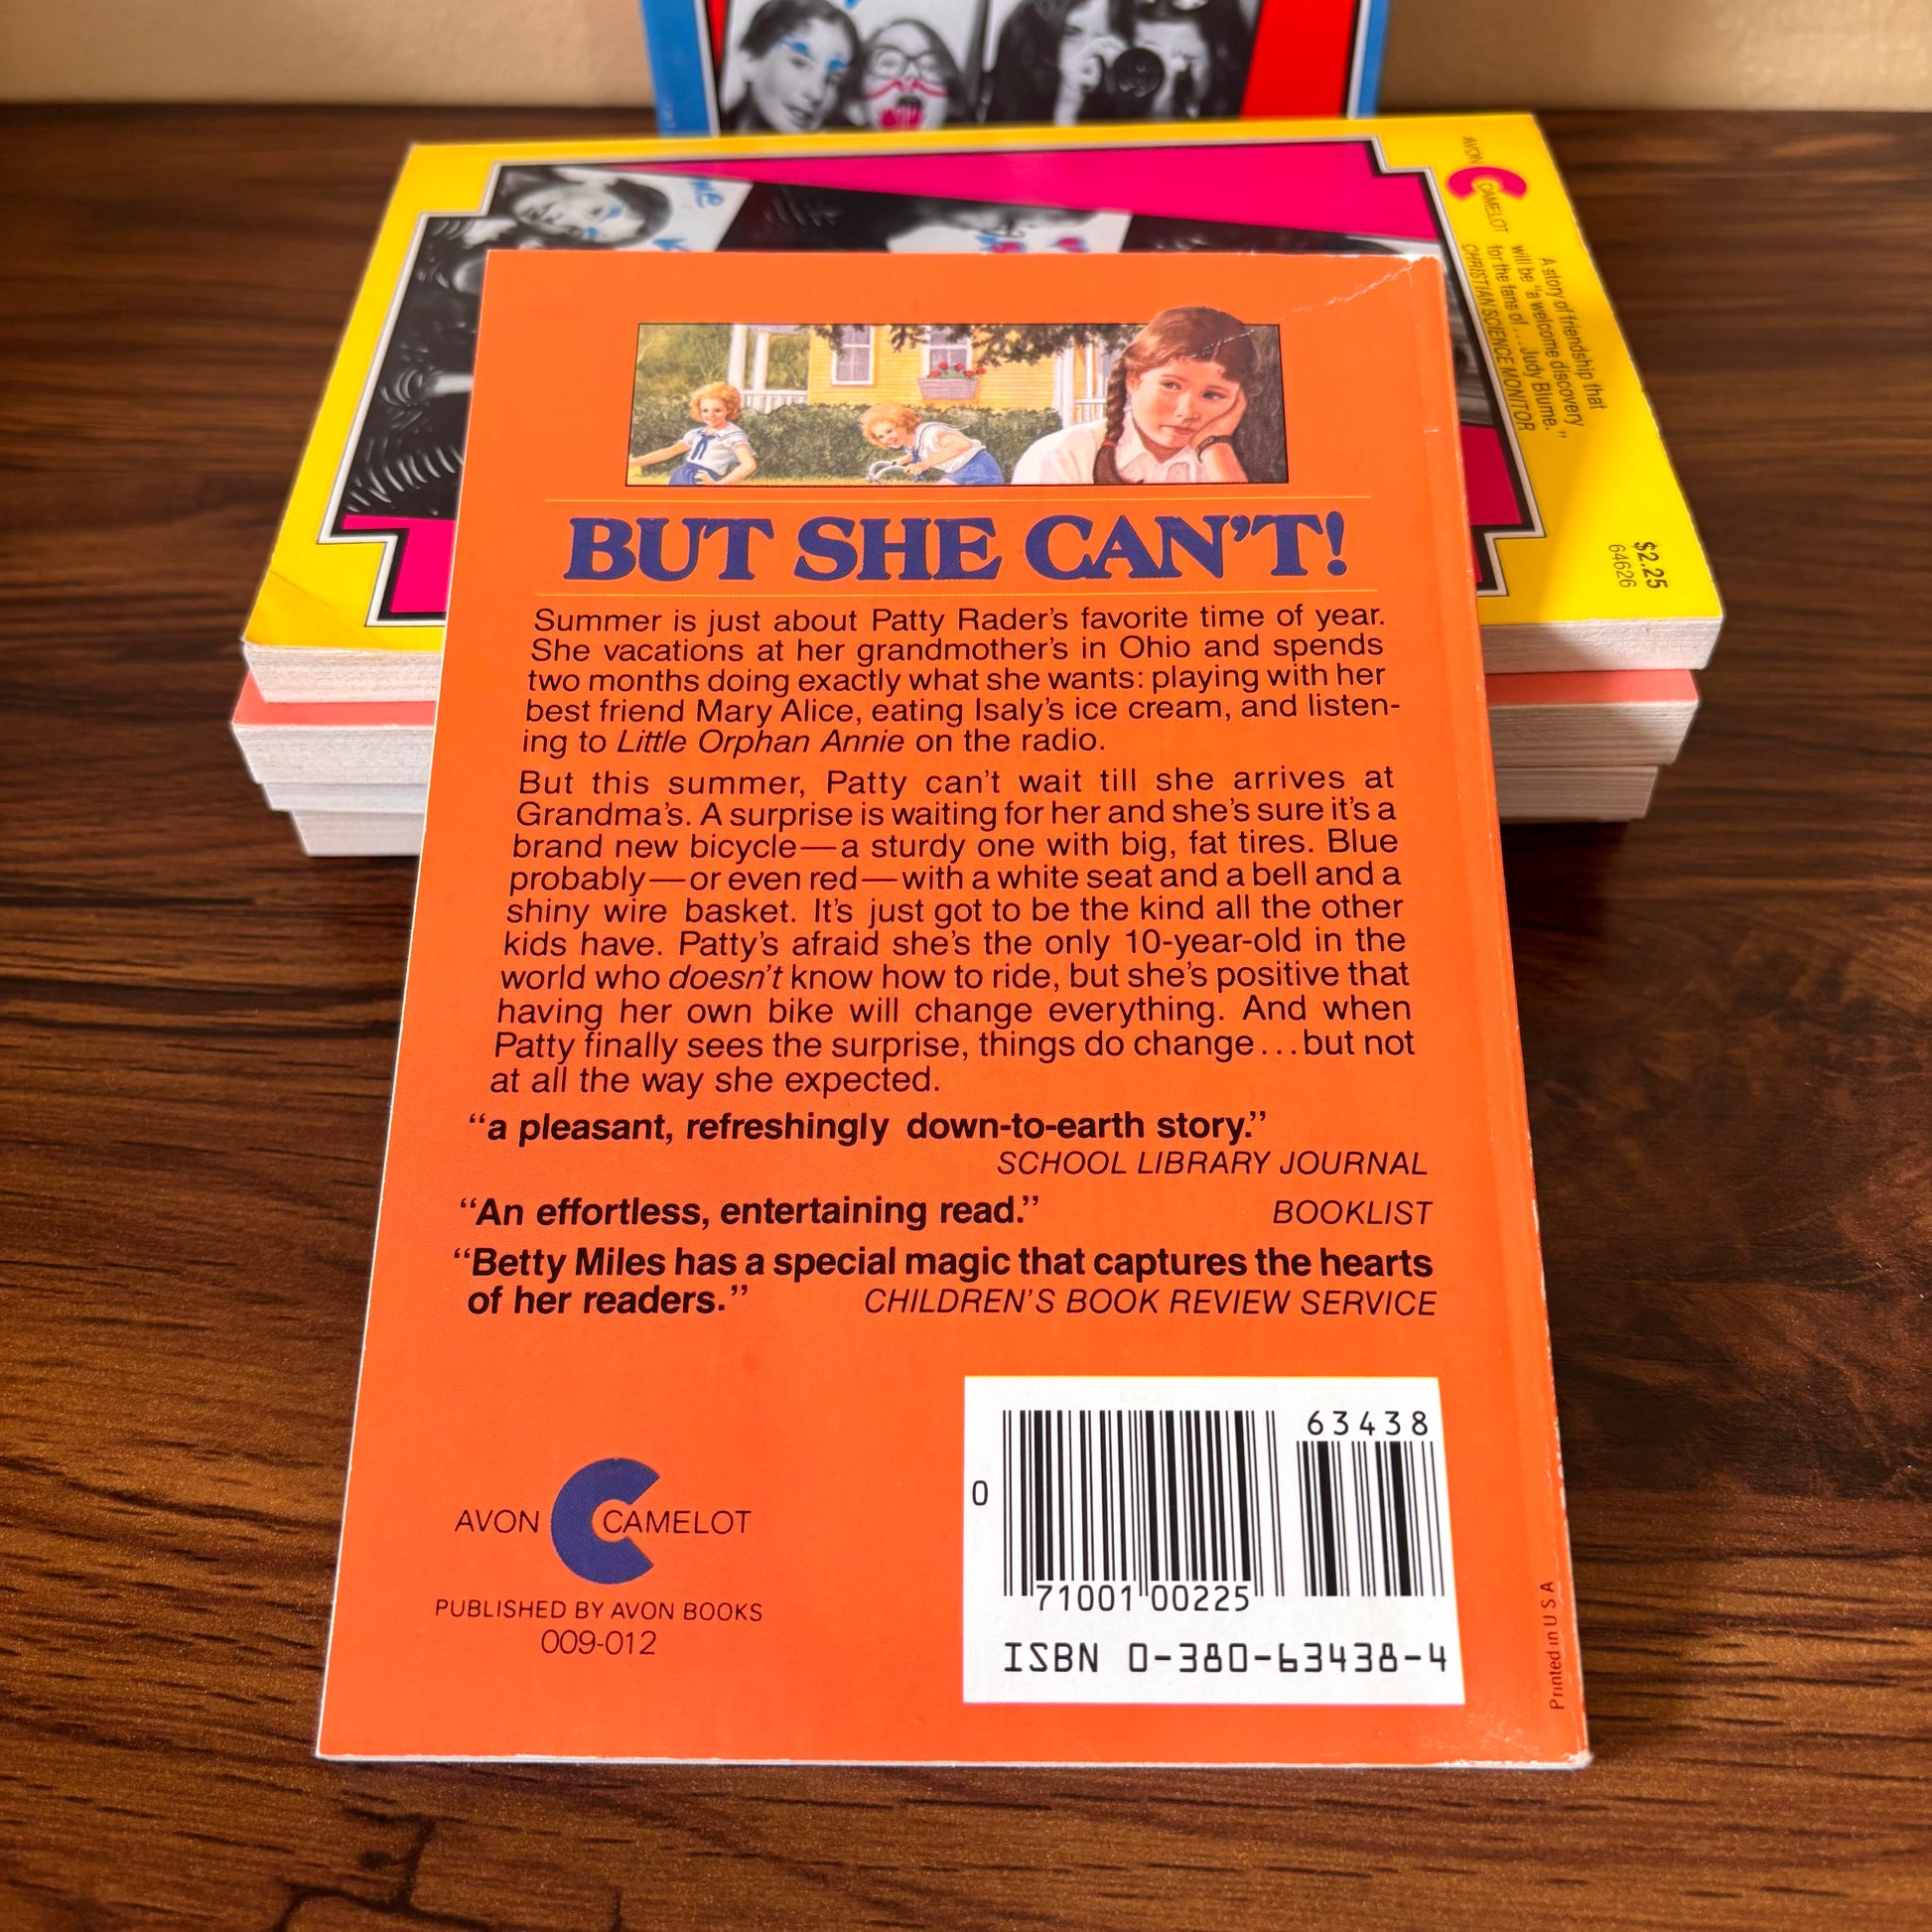 AVON CAMELOT
A story of friendship that
will be "a welcome discovery
for the fans of...Judy Blume."
CHRISTIAN SCIENCE MONITOR
$2.25
64626
BUT SHE CAN'T!
Summer is just about Patty Rader's favorite time of year.
She vacations at her grandmother's in Ohio and spends
two months doing exactly what she wants: playing with her
best friend Mary Alice, eating Isaly's ice cream, and listen-
ing to Little Orphan Annie on the radio.
But this summer, Patty can't wait till she arrives at
Grandma's. A surprise is waiting for her and she's sure it's a
brand new bicycle—a sturdy one with big, fat tires. Blue
probably—or even red—with a white seat and a bell and a
shiny wire basket. It's just got to be the kind all the other
kids have. Patty's afraid she's the only 10-year-old in the
world who doesn't know how to ride, but she's positive that
having her own bike will change everything. And when
Patty finally sees the surprise, things do change...but not
at all the way she expected.
"a pleasant, refreshingly down-to-earth story."
SCHOOL LIBRARY JOURNAL
"An effortless, entertaining read." BOOKLIST
"Betty Miles has a special magic that captures the hearts
of her readers." CHILDREN'S BOOK REVIEW SERVICE
AVON CAMELOT
PUBLISHED BY AVON BOOKS
009-012
63438
0
71001 00225
ISBN 0-380-63438-4
Printed in U S A